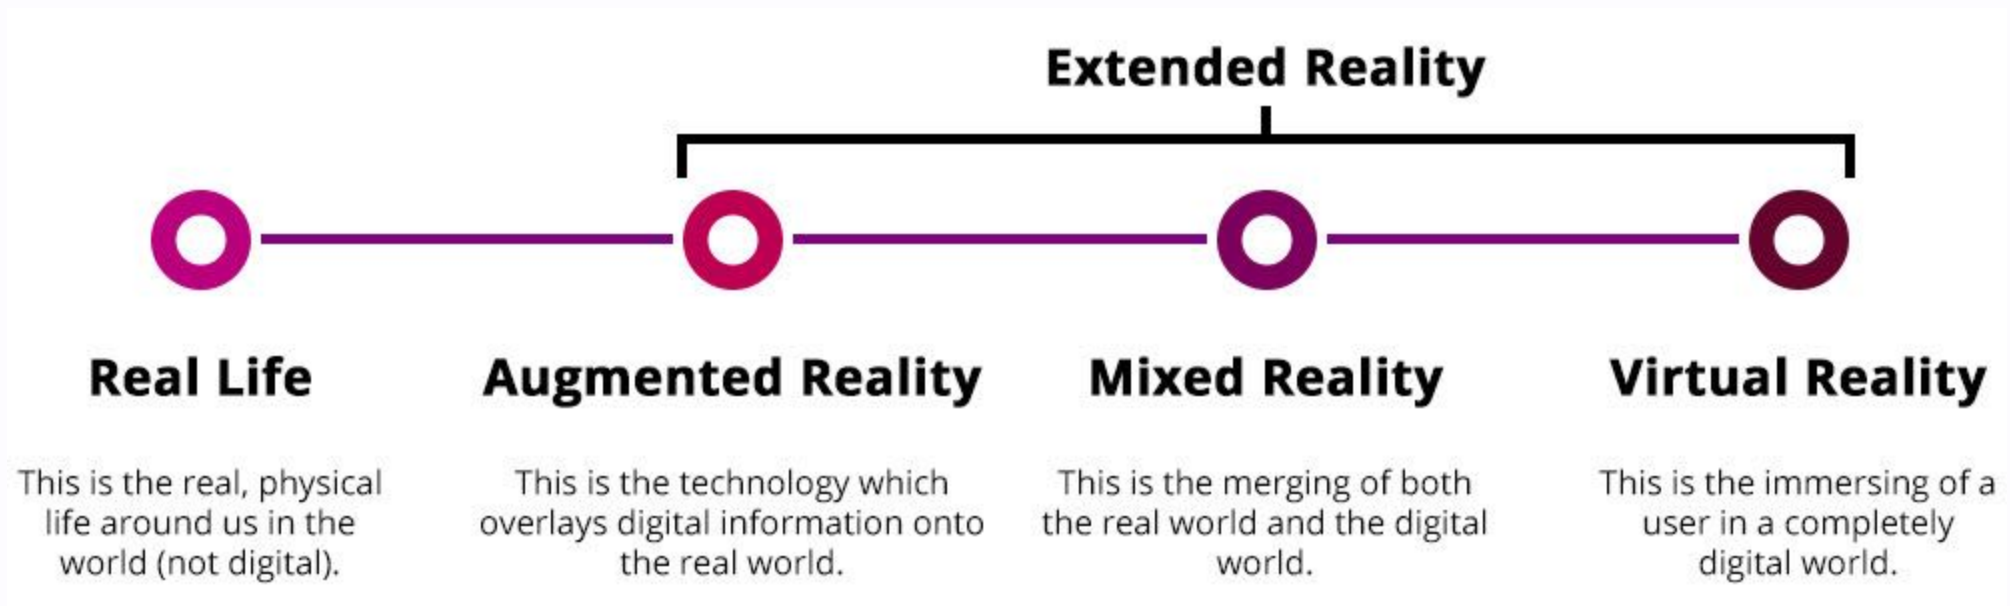 Extended Reality
Real Life
Augmented Reality
Mixed Reality
Virtual Reality
This is the real, physical
life around us in the
world (not digital).
This is the technology which
overlays digital information onto
the real world.
This is the merging of both
the real world and the digital
world.
This is the immersing of a
user in a completely
digital world.